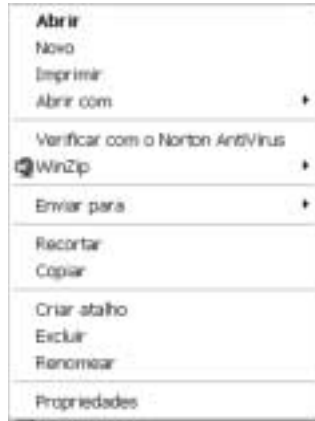 Abrir
Novo
Imprimir
Abrir com
Verificar com o Norton AntiVirus
WinZip
Enviar para
Recortar
Copiar
Criar atalho
Excluir
Renomear
Propriedades